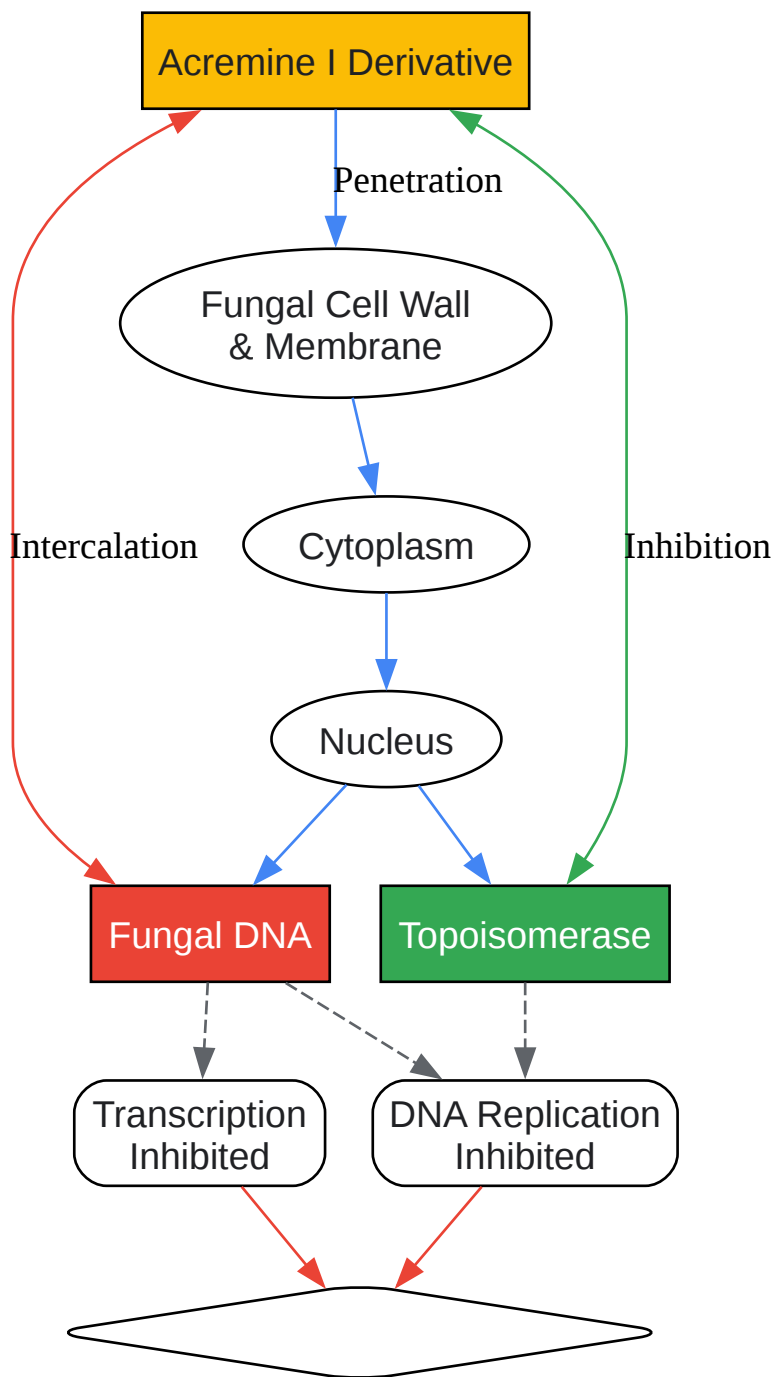 Acremine I Derivative
Penetration
Fungal Cell Wall
& Membrane
Intercalation
Cytoplasm
Inhibition
Nucleus
Fungal DNA
Topoisomerase
Transcription
Inhibited
DNA Replication
Inhibited